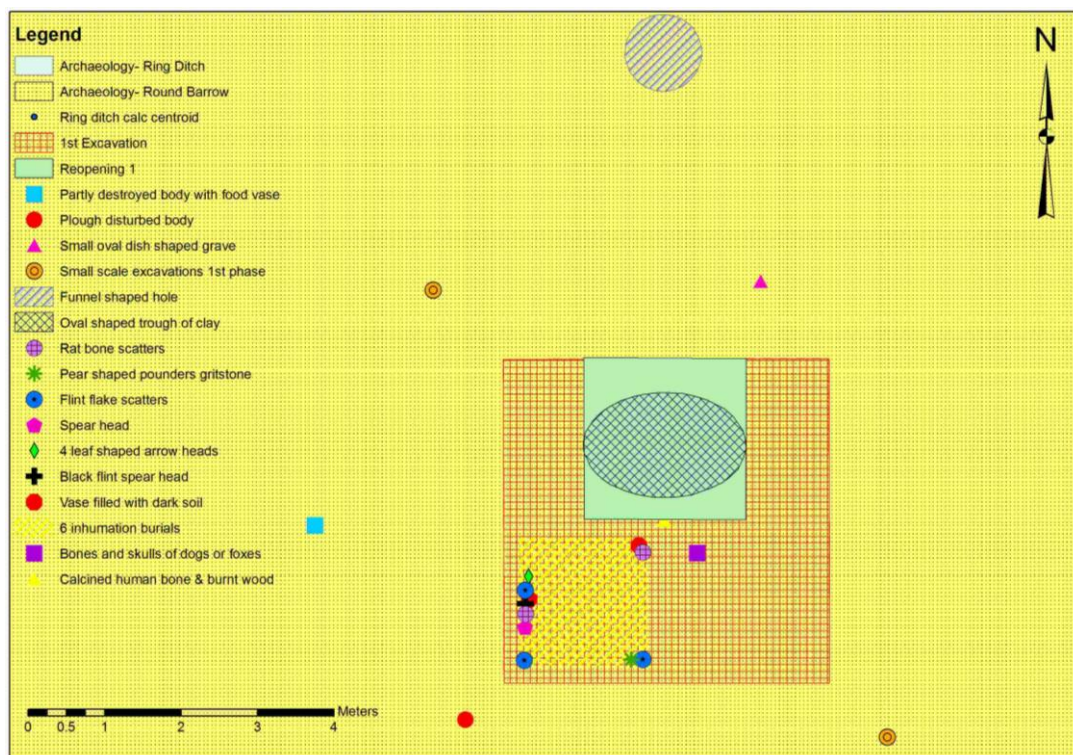 Legend
N
Archaeology- Ring Ditch
Archaeology- Round Barrow
Ring ditch calc centroid
1st Excavation
Reopening 1
Partly destroyed body with food vase
Plough disturbed body
Small oval dish shaped grave
Small scale excavations 1st phase
Funnel shaped hole
Oval shaped trough of clay
Rat bone scatters
Pear shaped pounders gritstone
Flint flake scatters
Spear head
4 leaf shaped arrow heads
Black flint spear head
Vase filled with dark soil
6 inhumation burials
Bones and skulls of dogs or foxes
Calcined human bone & burnt wood
Meters
0 0.5 1 2 3 4